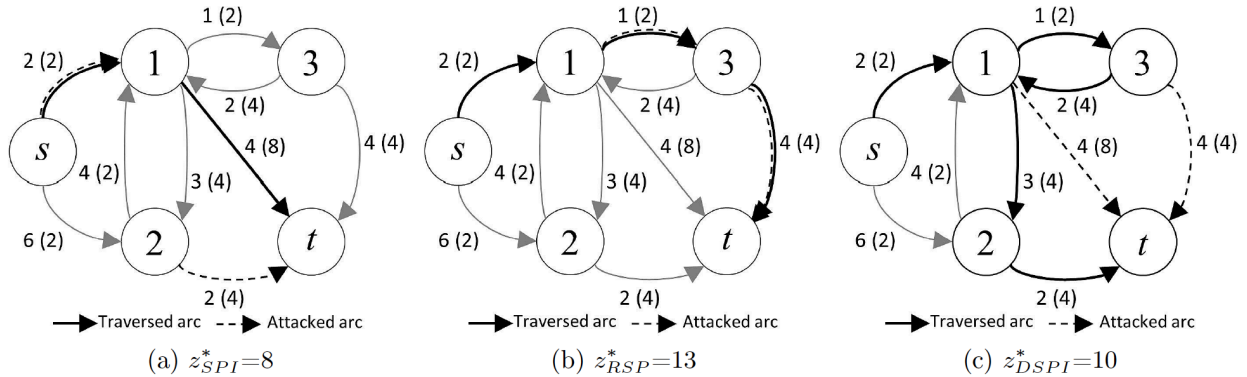 1 (2)
2 (2)
1
3
2 (4)
s
4 (2)
4 (8)
4 (4)
3 (4)
6 (2)
2
t
2 (4)
Traversed arc
Attacked arc
(a) z*SPI=8
1 (2)
2 (2)
1
3
2 (4)
s
4 (2)
4 (8)
4 (4)
3 (4)
6 (2)
2
t
2 (4)
Traversed arc
Attacked arc
(b) z*RSP=13
1 (2)
2 (2)
1
3
2 (4)
s
4 (2)
4 (8)
4 (4)
3 (4)
6 (2)
2
t
2 (4)
Traversed arc
Attacked arc
(c) z*DSPI=10